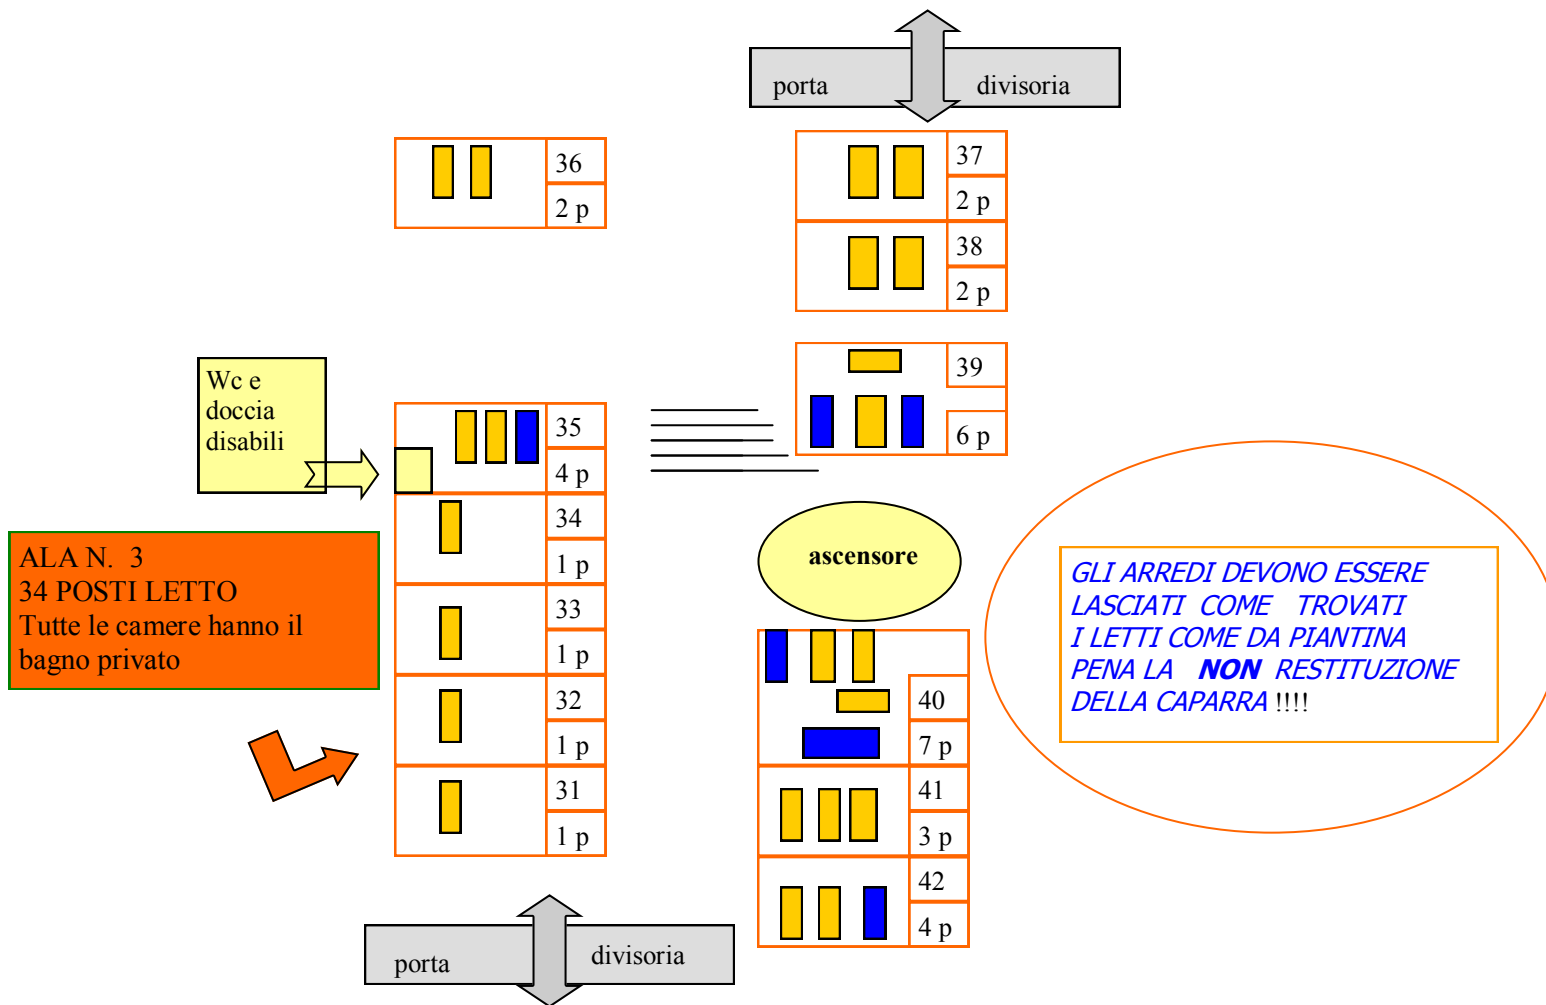 porta divisoria
36
2 p
37
2 p
38
2 p
39
6 p
Wc e
doccia
disabili
35
4 p
34
1 p
33
1 p
32
1 p
31
1 p
ALA N. 3
34 POSTI LETTO
Tutte le camere hanno il
bagno privato
ascensore
40
7 p
41
3 p
42
4 p
GLI ARREDI DEVONO ESSERE
LASCIATI COME TROVATI
I LETTI COME DA PIANTINA
PENA LA NON RESTITUZIONE
DELLA CAPARRA !!!!
porta divisoria